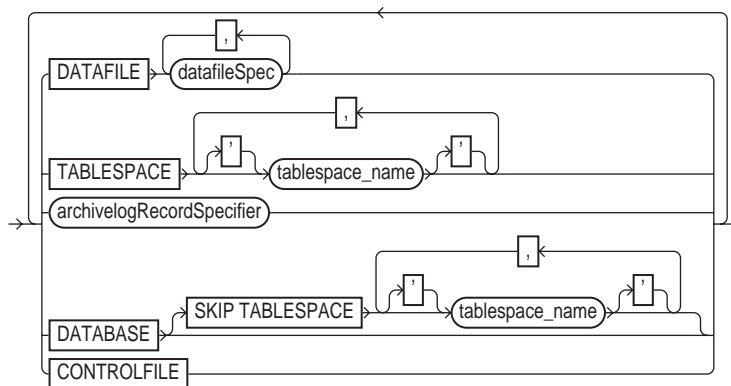 ,
DATAFILE datafileSpec
,
TABLESPACE ' tablespace_name '
archivelogRecordSpecifier
,
SKIP TABLESPACE ' tablespace_name '
DATABASE
CONTROLFILE